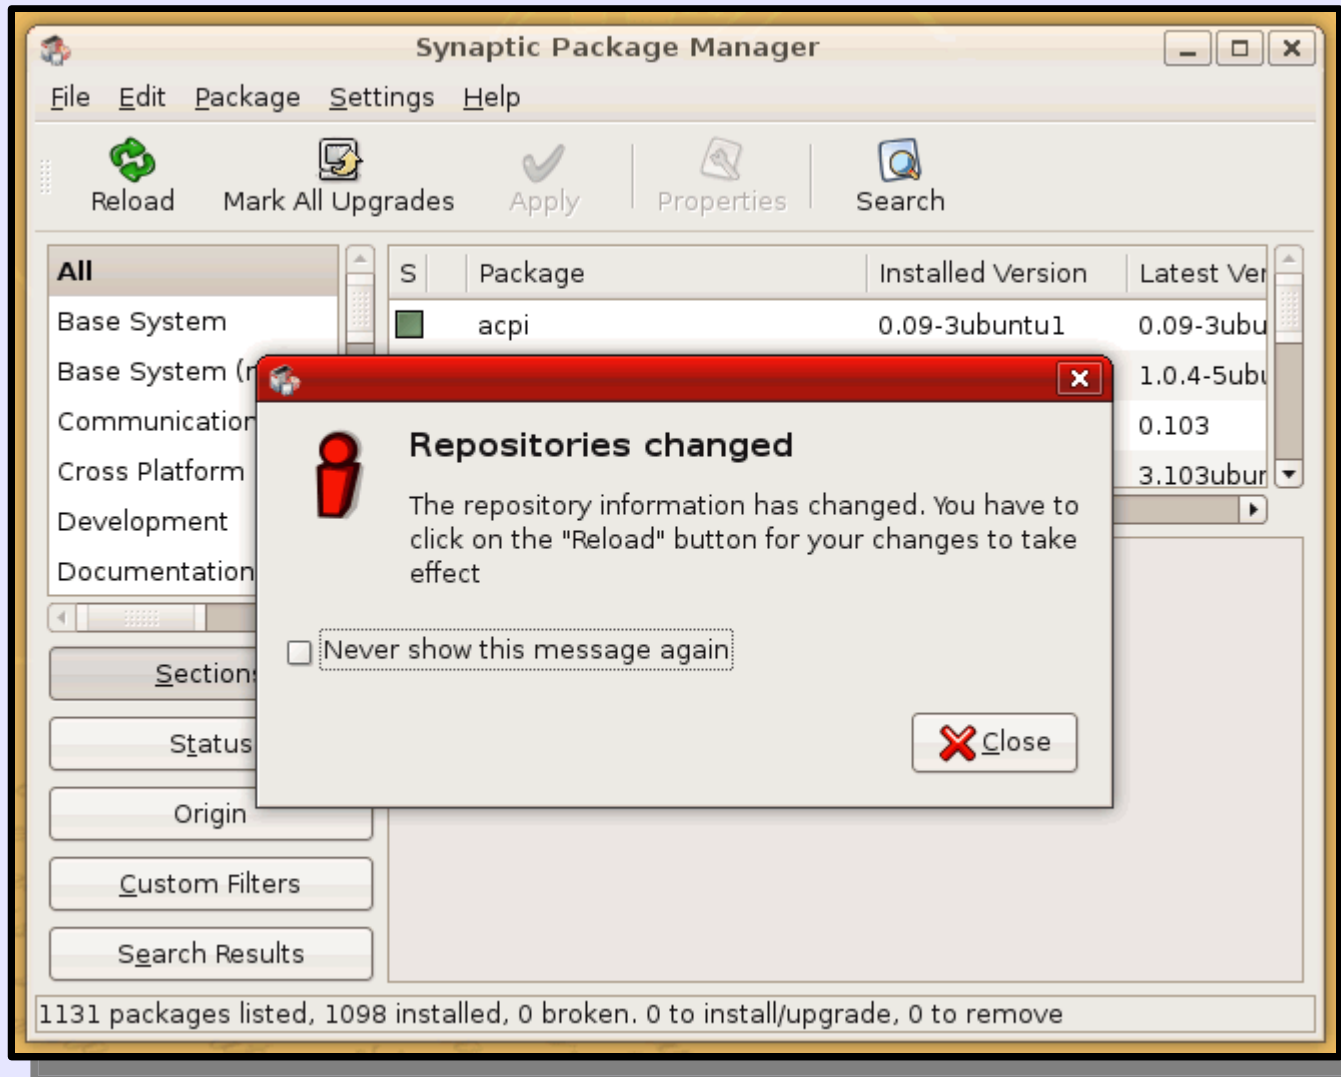 Synaptic Package Manager
File Edit Package Settings Help
Reload Mark All Upgrades Apply Properties Search
All
Base System
Base System (
Communication
Cross Platform
Development
Documentation
S Package Installed Version Latest Ver
acpi 0.09-3ubuntu1 0.09-3ubu
1.0.4-5ubu
0.103
3.103ubur
Repositories changed
The repository information has changed. You have to
click on the "Reload" button for your changes to take
effect
Never show this message again
Close
Sections
Status
Origin
Custom Filters
Search Results
1131 packages listed, 1098 installed, 0 broken. 0 to install/upgrade, 0 to remove